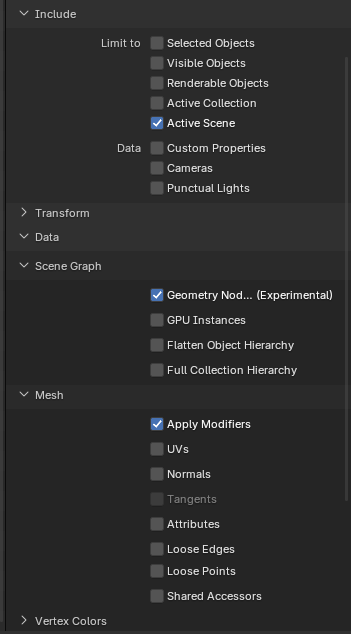 Include
Limit to Selected Objects
Visible Objects
Renderable Objects
Active Collection
Active Scene
Data Custom Properties
Cameras
Punctual Lights
Transform
Data
Scene Graph
Geometry Nod... (Experimental)
GPU Instances
Flatten Object Hierarchy
Full Collection Hierarchy
Mesh
Apply Modifiers
UVs
Normals
Tangents
Attributes
Loose Edges
Loose Points
Shared Accessors
Vertex Colors